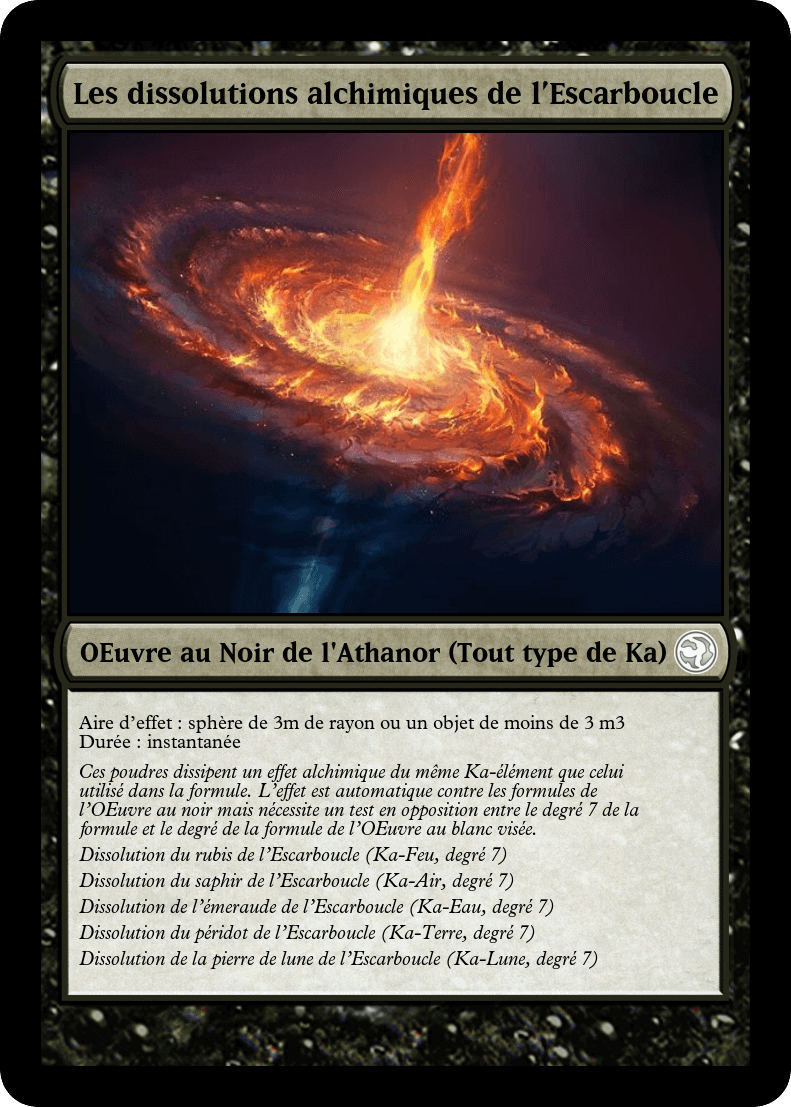 Les dissolutions alchimiques de l'Escarboucle
OEuvre au Noir de l'Athanor (Tout type de Ka)
Aire d'effet : sphère de 3m de rayon ou un objet de moins de 3 m3
Durée : instantanée
Ces poudres dissipent un effet alchimique du même Ka-élément que celui
utilisé dans la formule. L'effet est automatique contre les formules de
l'OEuvre au noir mais nécessite un test en opposition entre le degré 7 de la
formule et le degré de la formule de l'OEuvre au blanc visée.
Dissolution du rubis de l'Escarboucle (Ka-Feu, degré 7)
Dissolution du saphir de l'Escarboucle (Ka-Air, degré 7)
Dissolution de l'émeraude de l'Escarboucle (Ka-Eau, degré 7)
Dissolution du péridot de l'Escarboucle (Ka-Terre, degré 7)
Dissolution de la pierre de lune de l'Escarboucle (Ka-Lune, degré 7)